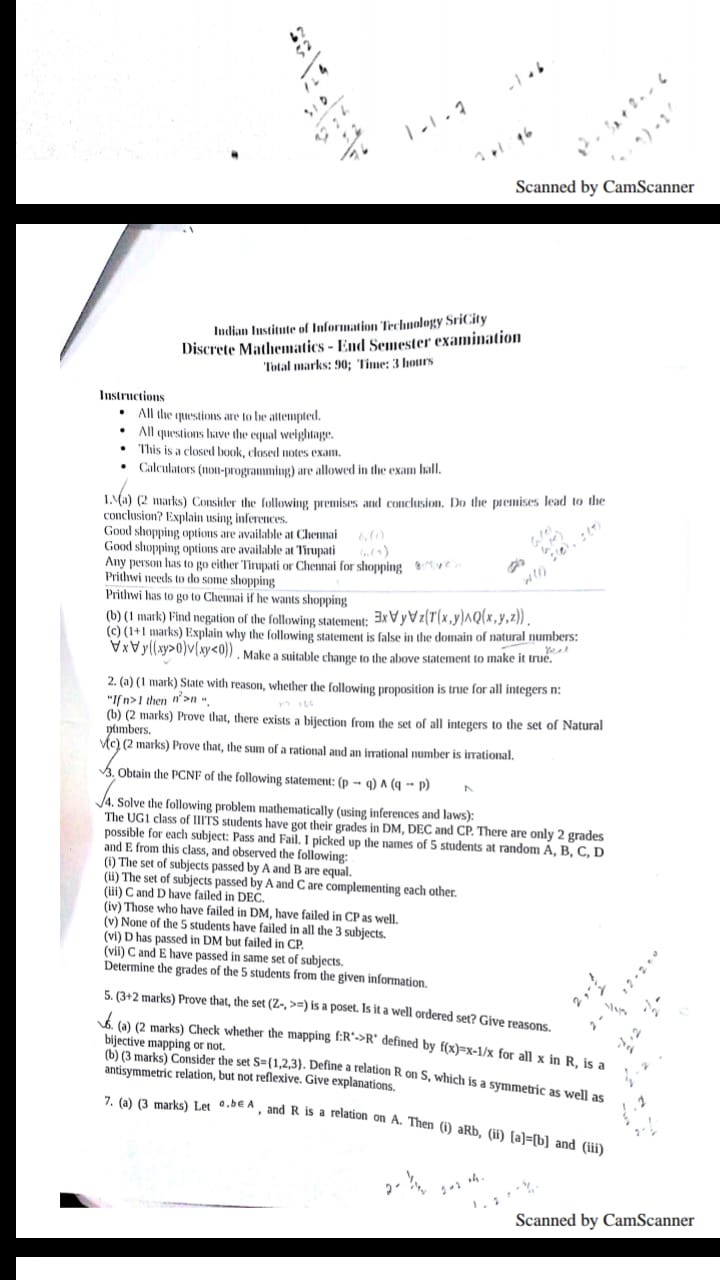 Scanned by CamScanner
Indian Institute of Information Technology SriCity
Discrete Mathematics - End Semester examination
Total marks: 90; Time: 3 hours
Instructions
• All the questions are to be attempted.
• All questions have the equal weightage.
• This is a closed book, closed notes exam.
• Calculators (non-programming) are allowed in the exam hall.
1.(a) (2 marks) Consider the following premises and conclusion. Do the premises lead to the
conclusion? Explain using inferences.
Good shopping options are available at Chennai
Good shopping options are available at Tirupati
Any person has to go either Tirupati or Chennai for shopping
Prithwi needs to do some shopping
Prithwi has to go to Chennai if he wants shopping
(b) (1 mark) Find negation of the following statement: ∃x∀y∀z(T(x,y)∧Q(x,y,z)).
(c) (1+1 marks) Explain why the following statement is false in the domain of natural numbers:
∀x∀y((xy>0)∨(xy<0)). Make a suitable change to the above statement to make it true.
2. (a) (1 mark) State with reason, whether the following proposition is true for all integers n:
"If n>1 then n²>n ".
(b) (2 marks) Prove that, there exists a bijection from the set of all integers to the set of Natural
numbers.
(c) (2 marks) Prove that, the sum of a rational and an irrational number is irrational.
3. Obtain the PCNF of the following statement: (p → q) ∧ (q → p)
4. Solve the following problem mathematically (using inferences and laws):
The UG1 class of IIITS students have got their grades in DM, DEC and CP. There are only 2 grades
possible for each subject: Pass and Fail. I picked up the names of 5 students at random A, B, C, D
and E from this class, and observed the following:
(i) The set of subjects passed by A and B are equal.
(ii) The set of subjects passed by A and C are complementing each other.
(iii) C and D have failed in DEC.
(iv) Those who have failed in DM, have failed in CP as well.
(v) None of the 5 students have failed in all the 3 subjects.
(vi) D has passed in DM but failed in CP.
(vii) C and E have passed in same set of subjects.
Determine the grades of the 5 students from the given information.
5. (3+2 marks) Prove that, the set (Z-, >=) is a poset. Is it a well ordered set? Give reasons.
6. (a) (2 marks) Check whether the mapping f:R⁺->R⁺ defined by f(x)=x-1/x for all x in R, is a
bijective mapping or not.
(b) (3 marks) Consider the set S={1,2,3}. Define a relation R on S, which is a symmetric as well as
antisymmetric relation, but not reflexive. Give explanations.
7. (a) (3 marks) Let a,b∈A, and R is a relation on A. Then (i) aRb, (ii) [a]=[b] and (iii)
Scanned by CamScanner